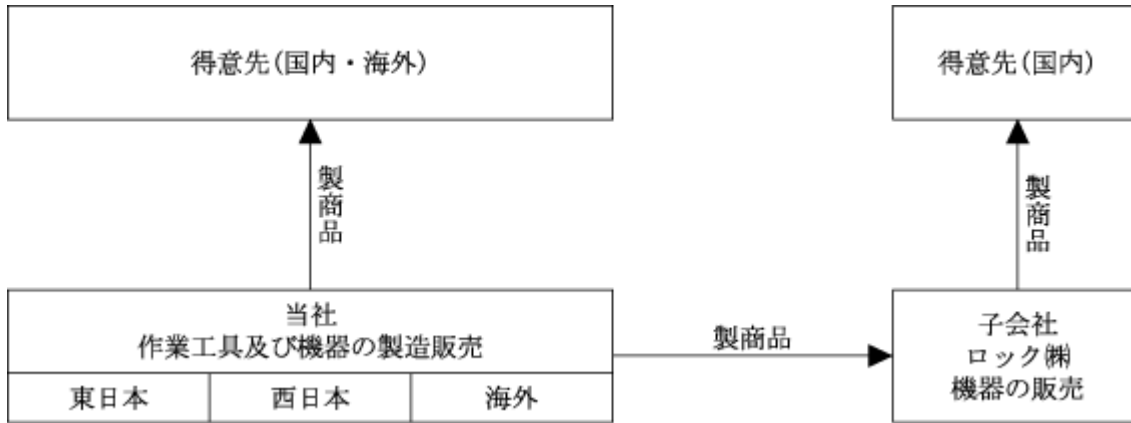 得意先(国内・海外)
得意先(国内)
製商品
製商品
当社
作業工具及び機器の製造販売
東日本
西日本
海外
製商品
子会社
ロック㈱
機器の販売